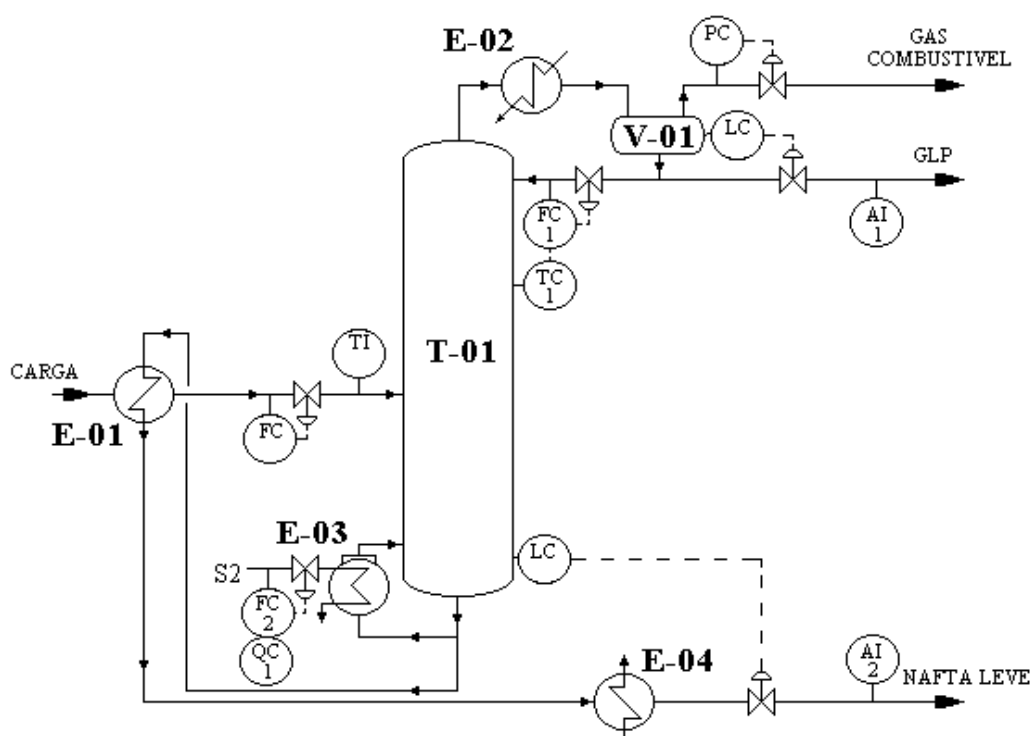 E-02
PC
GAS
COMBUSTIVEL
V-01
LC
GLP
FC
1
AI
1
TC
1
TI
T-01
CARGA
E-01
FC
E-03
LC
S2
FC
2
QC
1
E-04
AI
2
NAFTA LEVE